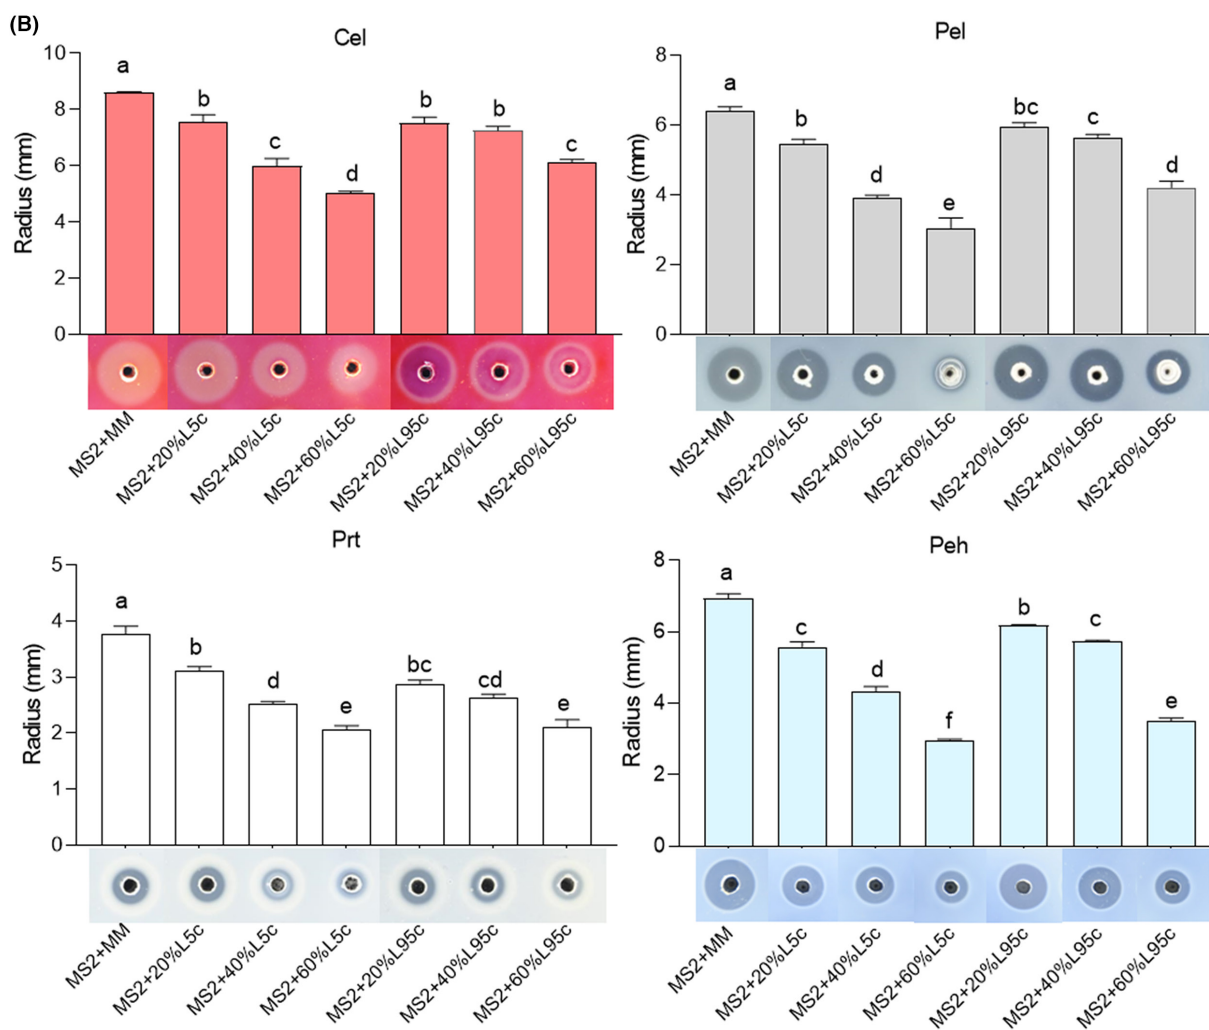 (B)
Cel
Radius (mm)
10
8
6
4
2
0
a
b
c
d
b
b
c
MS2+MM
MS2+20%L5c
MS2+40%L5c
MS2+60%L5c
MS2+20%L95c
MS2+40%L95c
MS2+60%L95c
Pel
Radius (mm)
8
6
4
2
0
a
b
d
e
bc
c
d
MS2+MM
MS2+20%L5c
MS2+40%L5c
MS2+60%L5c
MS2+20%L95c
MS2+40%L95c
MS2+60%L95c
Prt
Radius (mm)
5
4
3
2
1
0
a
b
d
e
bc
cd
e
MS2+MM
MS2+20%L5c
MS2+40%L5c
MS2+60%L5c
MS2+20%L95c
MS2+40%L95c
MS2+60%L95c
Peh
Radius (mm)
8
6
4
2
0
a
c
d
f
b
c
e
MS2+MM
MS2+20%L5c
MS2+40%L5c
MS2+60%L5c
MS2+20%L95c
MS2+40%L95c
MS2+60%L95c